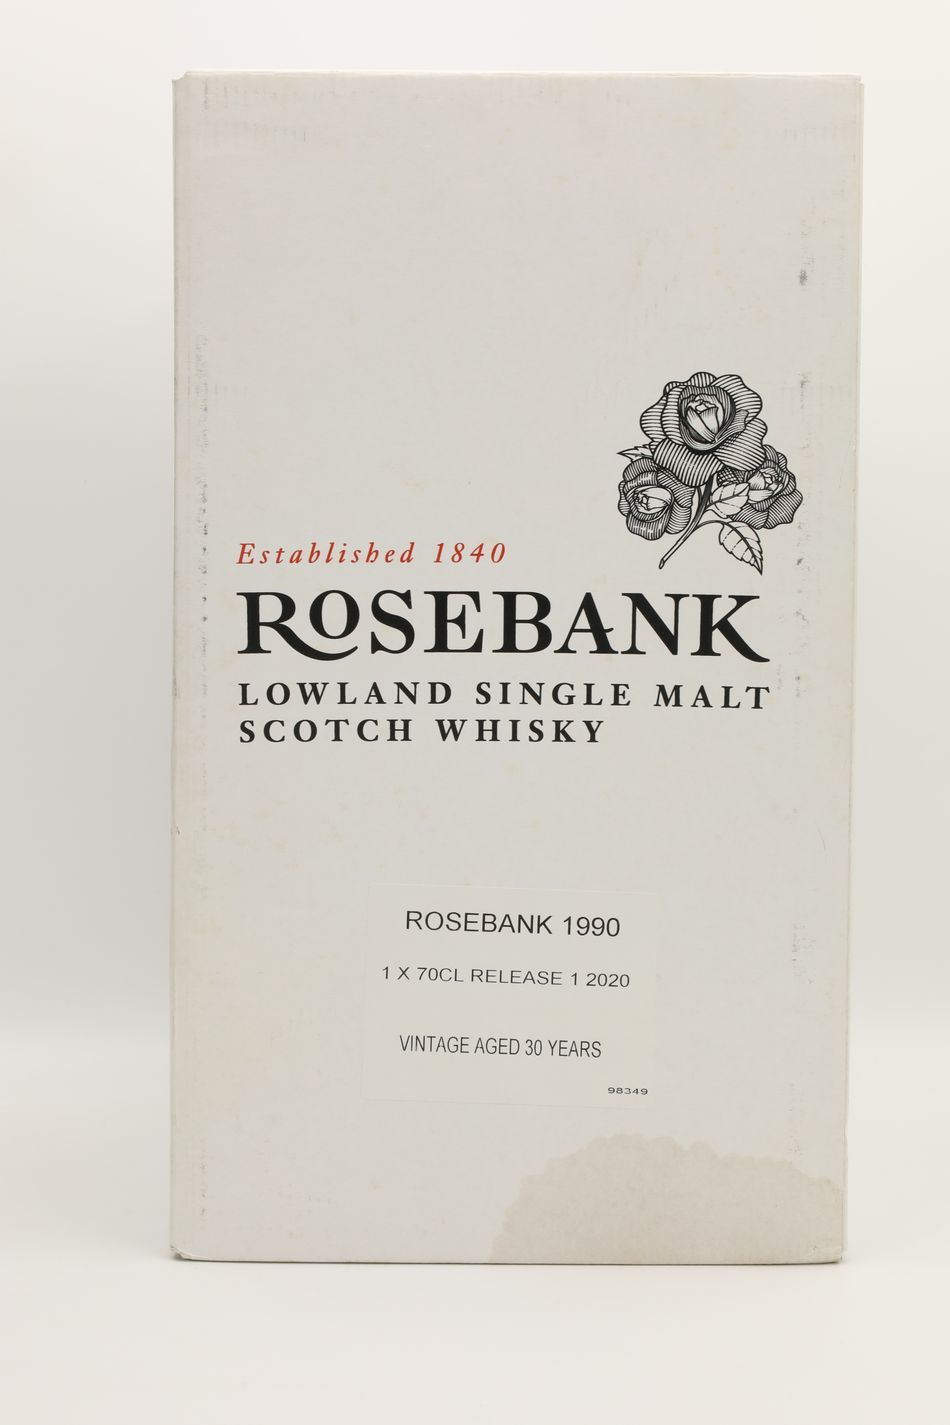 Established 1840
ROSEBANK
LOWLAND SINGLE MALT
SCOTCH WHISKY
ROSEBANK 1990
1 X 70CL RELEASE 1 2020
VINTAGE AGED 30 YEARS
98349